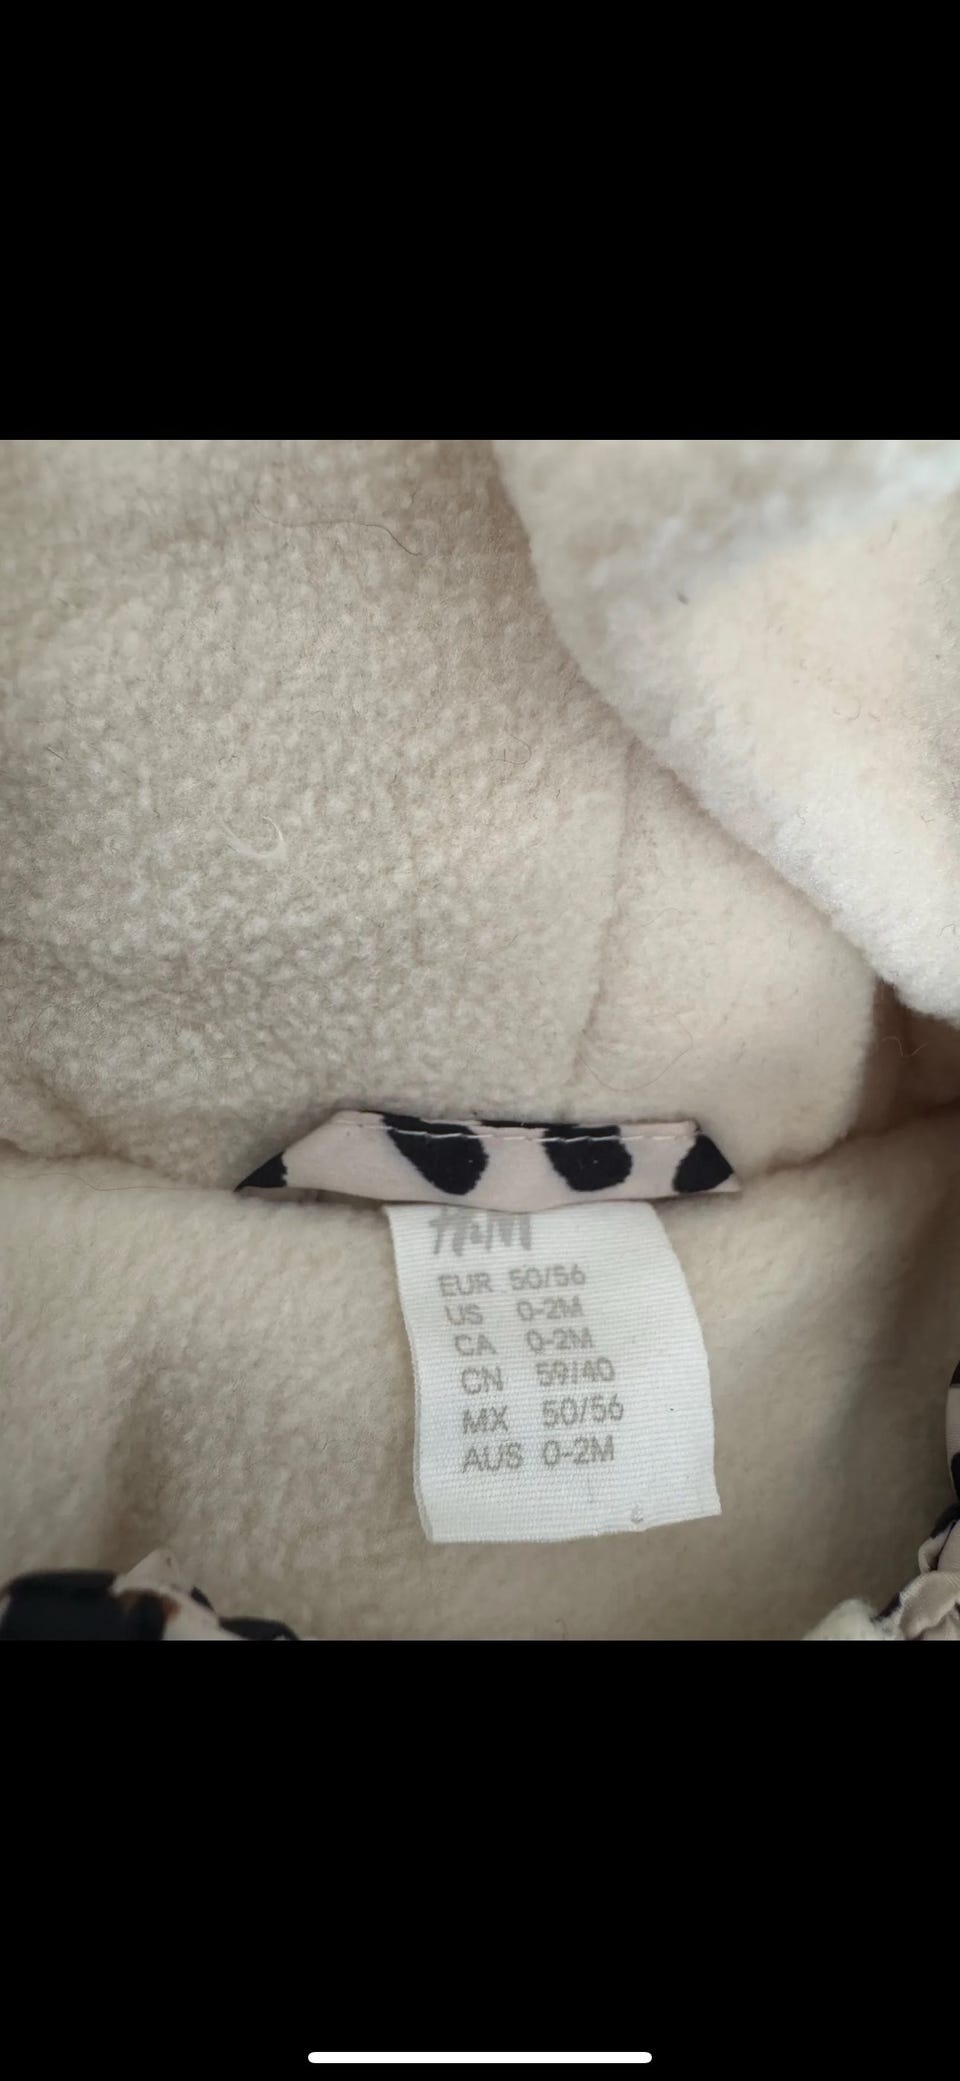 H&M
EUR 50/56
US 0-2M
CA 0-2M
CN 59/40
MX 50/56
AUS 0-2M